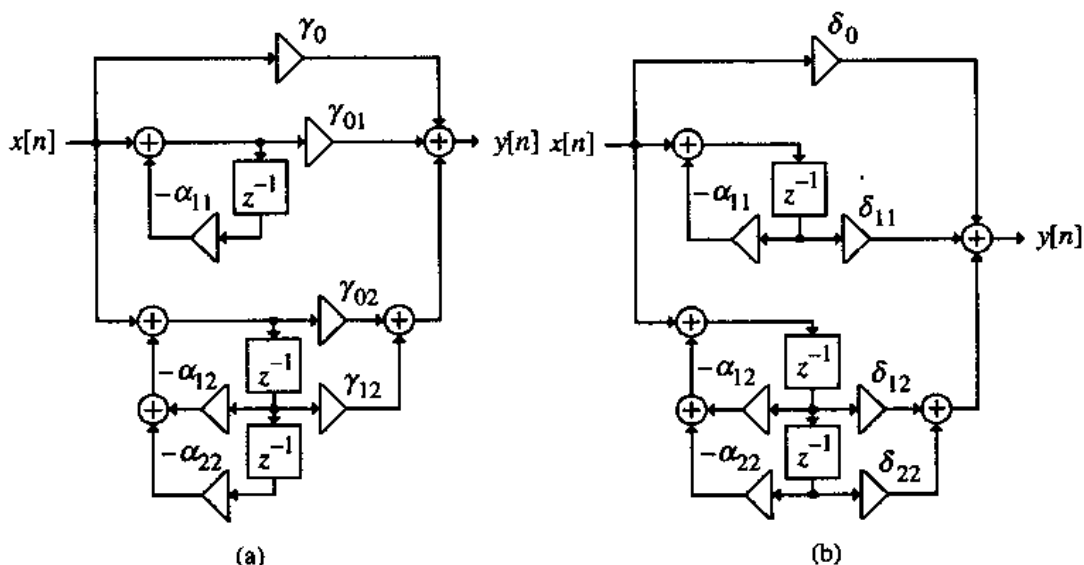 γ₀
γ₀₁
x[n]
y[n]
z⁻¹
-α₁₁
γ₀₂
z⁻¹
-α₁₂
γ₁₂
z⁻¹
-α₂₂
(a)
δ₀
x[n]
-α₁₁
z⁻¹
δ₁₁
y[n]
z⁻¹
-α₁₂
δ₁₂
z⁻¹
-α₂₂
δ₂₂
(b)